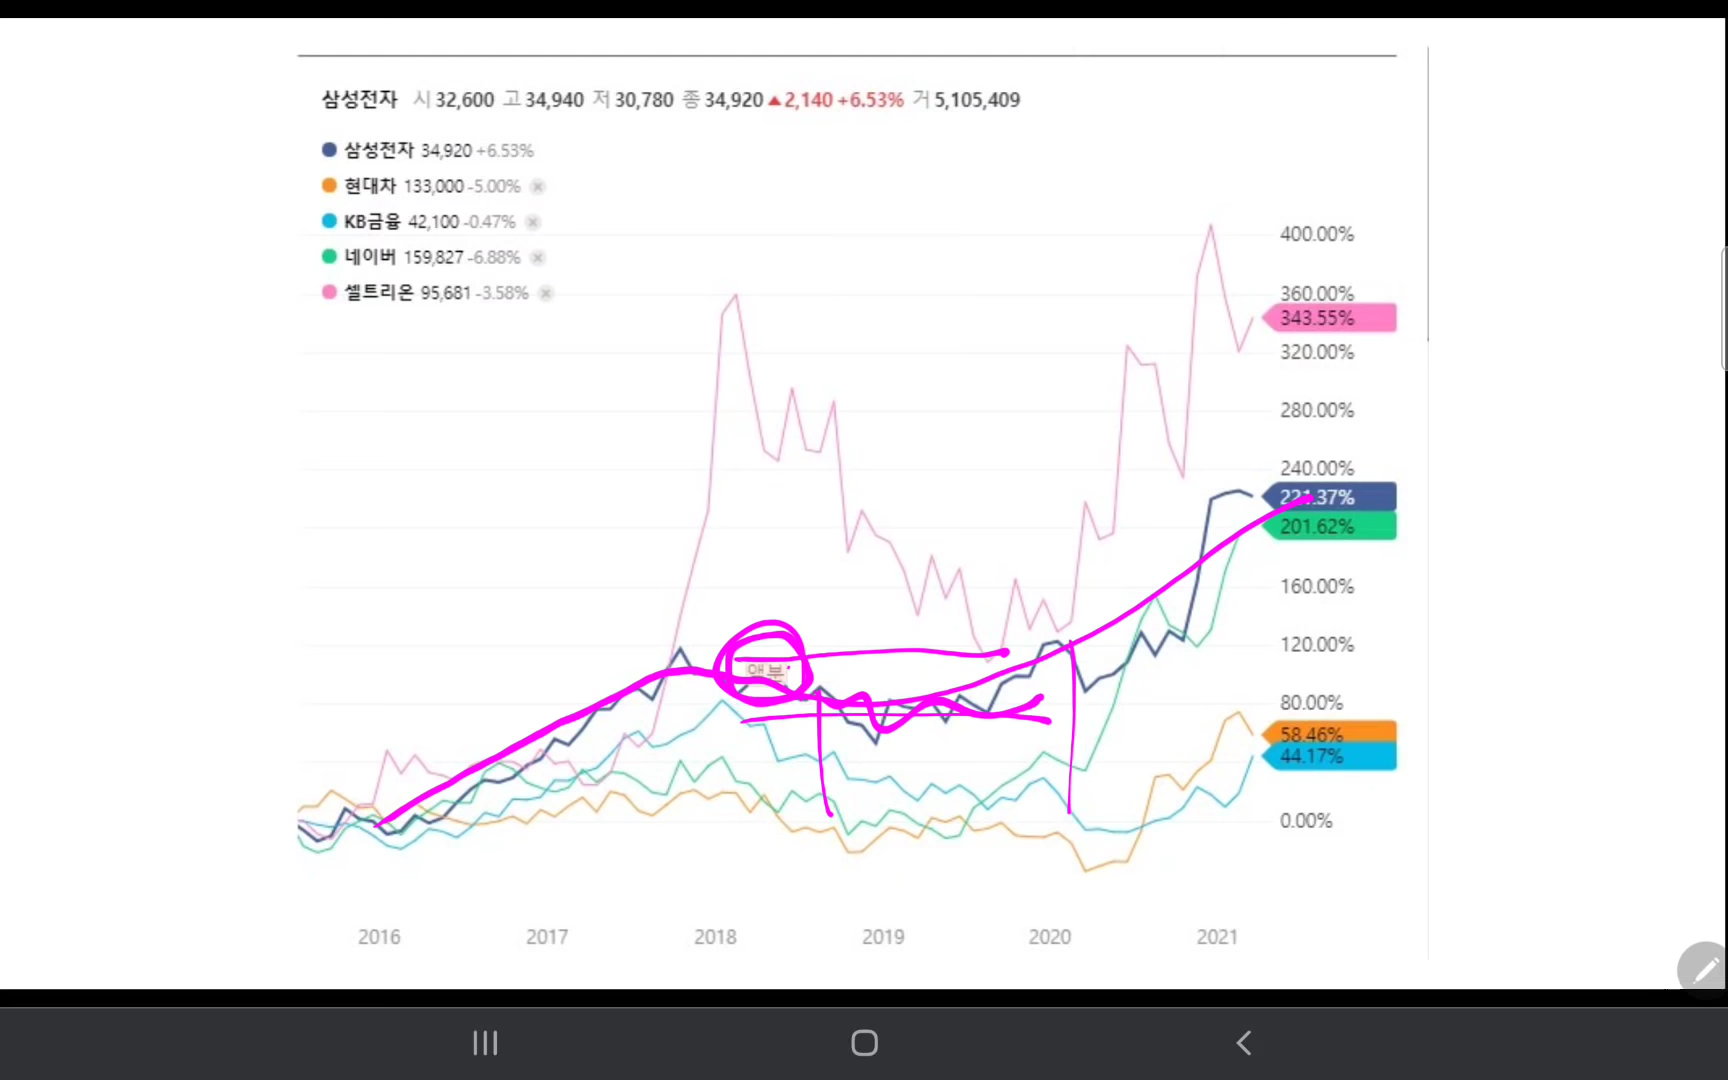 삼성전자 시 32,600 고 34,940 저 30,780 종 34,920 ▲2,140 +6.53% 거 5,105,409
삼성전자 34,920 +6.53%
현대차 133,000 -5.00%
KB금융 42,100 -0.47%
네이버 159,827 -6.88%
셀트리온 95,681 -3.58%
400.00%
360.00%
343.55%
320.00%
280.00%
240.00%
221.37%
201.62%
160.00%
120.00%
80.00%
58.46%
44.17%
0.00%
2016 2017 2018 2019 2020 2021